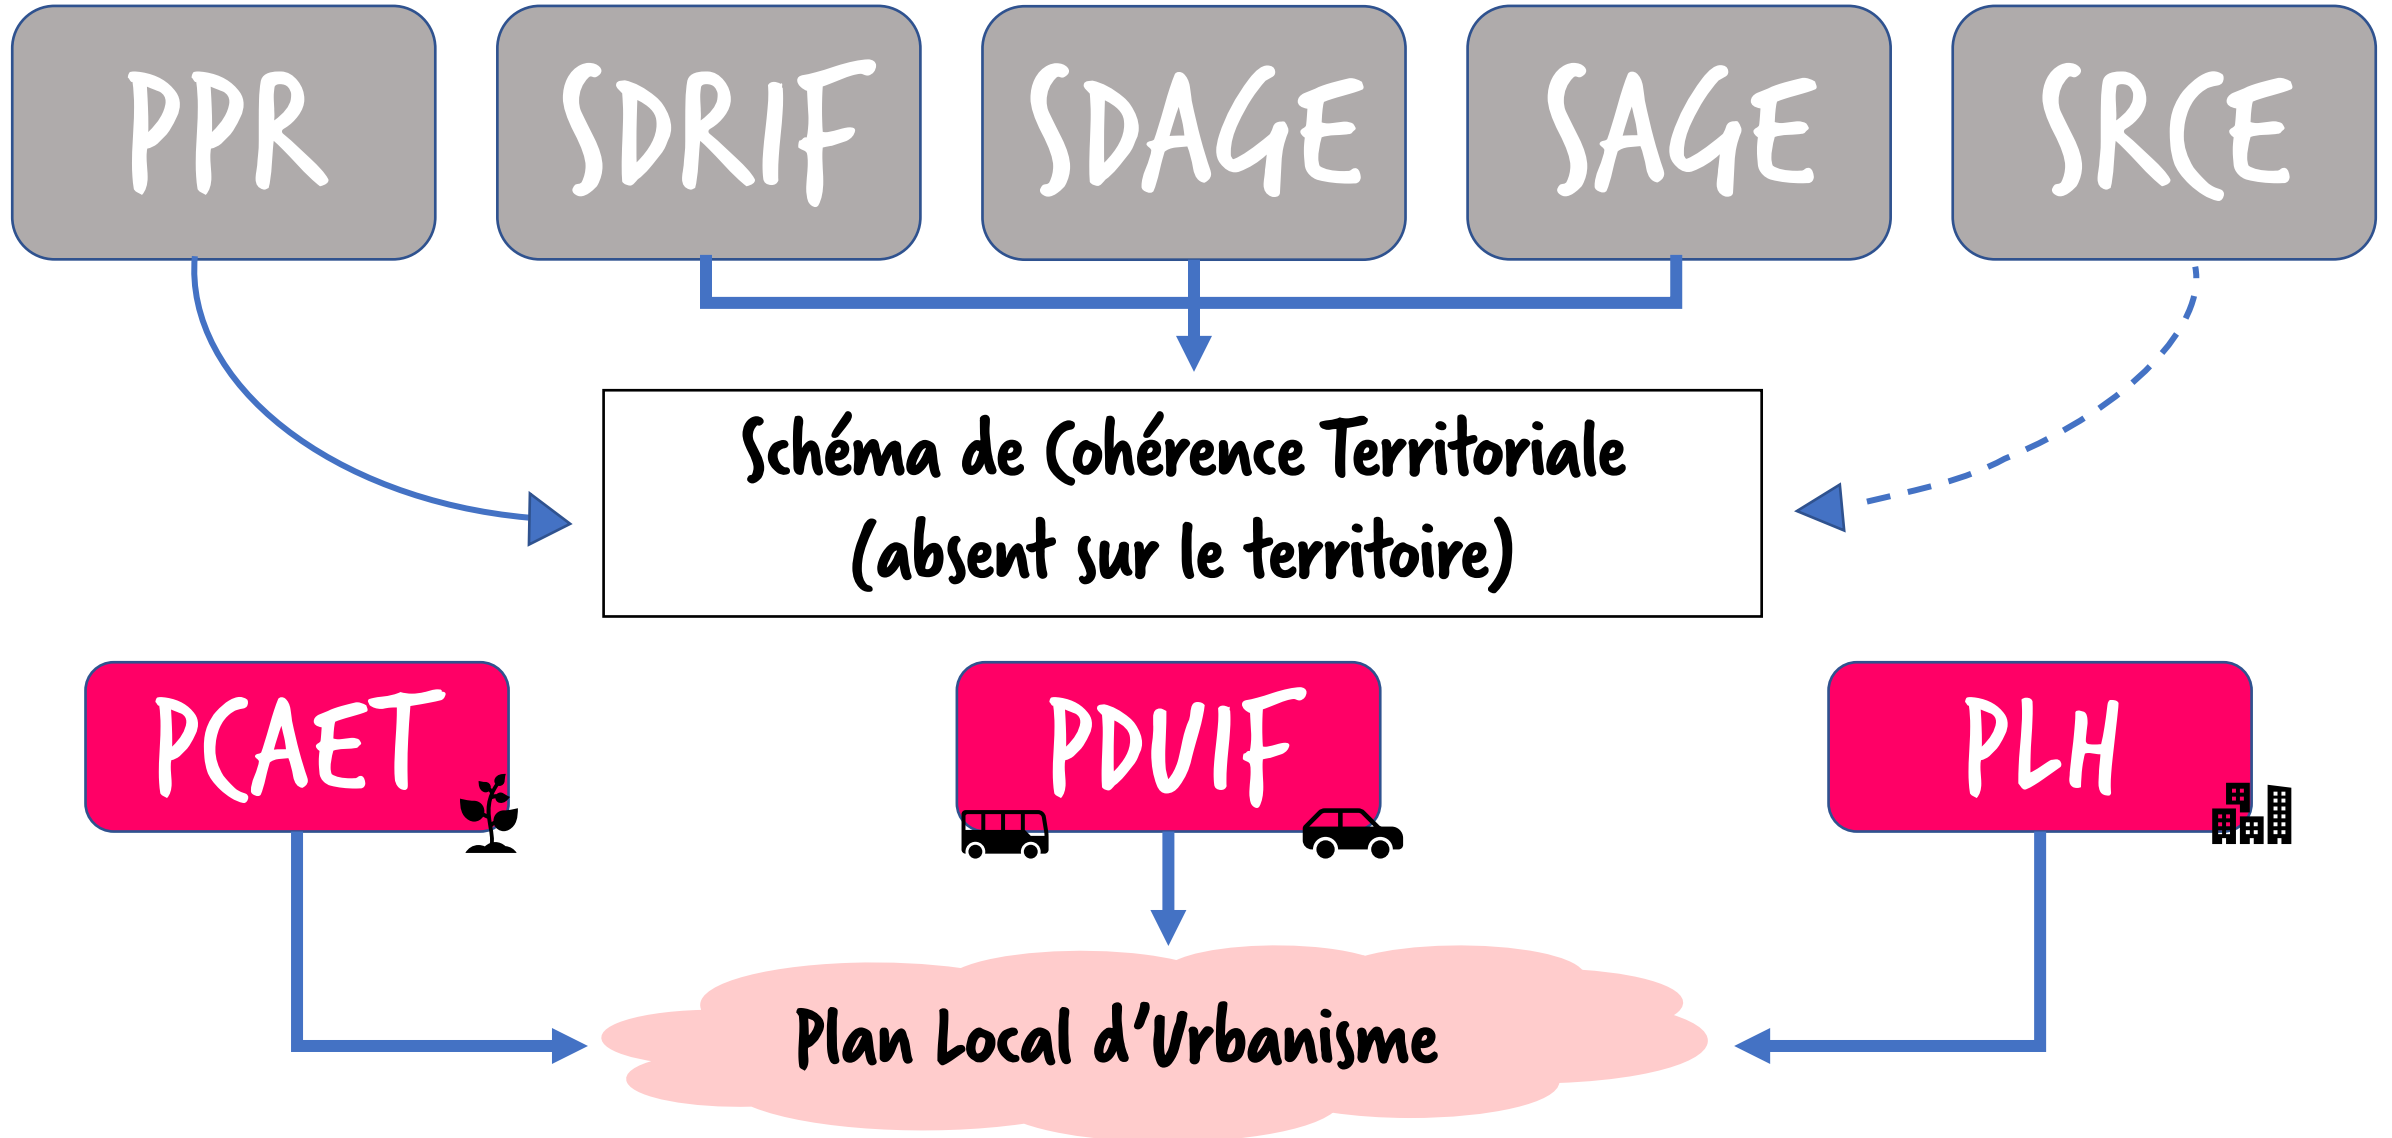 PPR
SDRIF
SDAGE
SAGE
SRCE
Schéma de Cohérence Territoriale
(absent sur le territoire)
PCAET
PDUIF
PLH
Plan Local d'Urbanisme